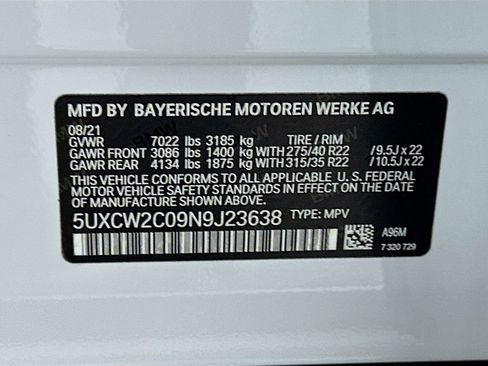 MFD BY BAYERISCHE MOTOREN WERKE AG
08/21
GVWR 7022 lbs 3185 kg TIRE / RIM
GAWR FRONT 3086 lbs 1400 kg WITH 275/40 R22 / 9.5J x 22
GAWR REAR 4134 lbs 1875 kg WITH 315/35 R22 / 10.5J x 22
THIS VEHICLE CONFORMS TO ALL APPLICABLE U.S. FEDERAL
MOTOR VEHICLE SAFETY STANDARDS IN EFFECT ON THE DATE
OF MANUFACTURE SHOWN ABOVE.
5UXCW2C09N9J23638 TYPE: MPV
A96M
7 320 729